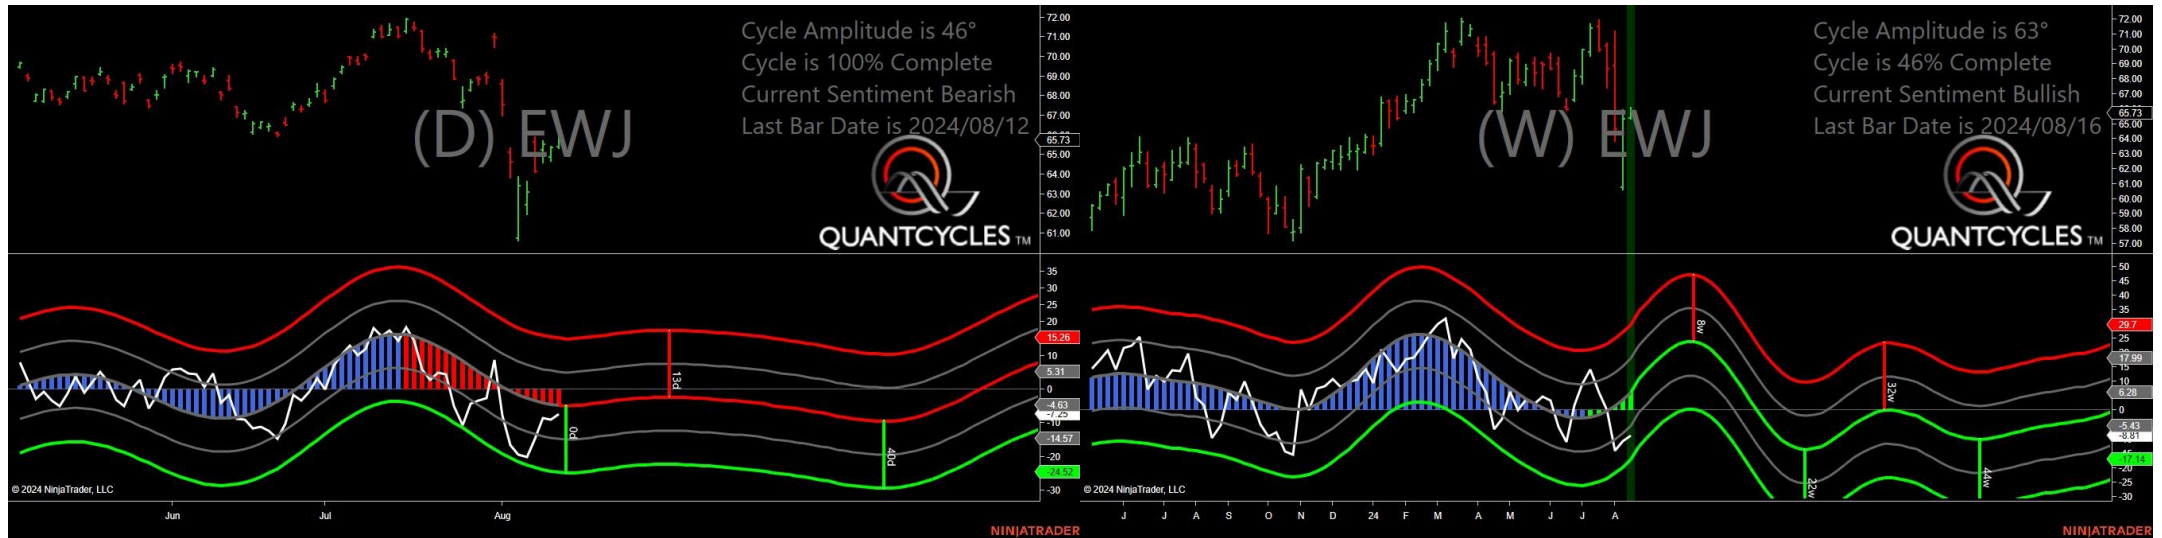 (D) EWJ
Cycle Amplitude is 46°
Cycle is 100% Complete
Current Sentiment Bearish
Last Bar Date is 2024/08/12
QUANTCYCLES TM
72.00
71.00
70.00
69.00
68.00
67.00
65.73
65.00
64.00
63.00
62.00
61.00
0d
13d
40d
35
30
25
20
15.26
10
5.31
0
-4.63
-7.25
-10
-14.57
-20
-24.52
-30
© 2024 NinjaTrader, LLC
Jun
Jul
Aug
NINJATRADER
(W) EWJ
Cycle Amplitude is 63°
Cycle is 46% Complete
Current Sentiment Bullish
Last Bar Date is 2024/08/16
QUANTCYCLES TM
72.00
71.00
70.00
69.00
68.00
67.00
65.73
65.00
64.00
63.00
62.00
61.00
60.00
59.00
58.00
57.00
8w
22w
32w
44w
50
45
40
35
29.7
25
17.99
15
10
6.28
0
-5.43
-8.81
-17.14
-20
-25
-30
© 2024 NinjaTrader, LLC
J J A S O N D 24 F M A M J J A
NINJATRADER